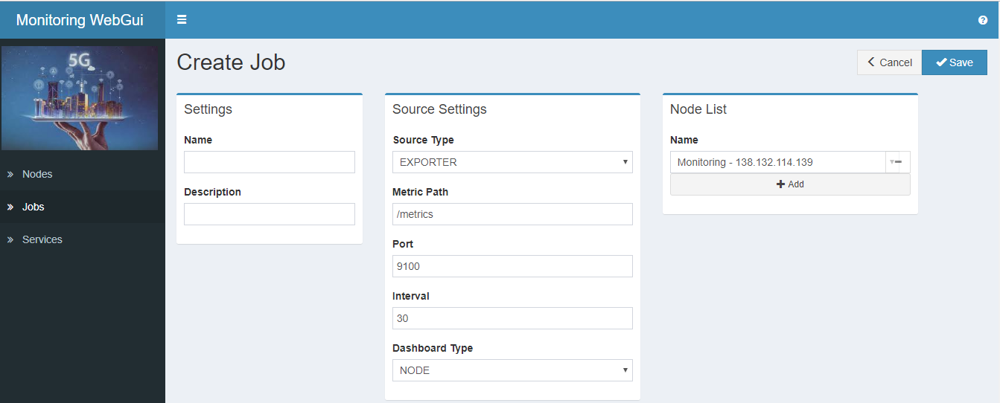 Monitoring WebGui
5G
Nodes
Jobs
Services
Create Job
Cancel
Save
Settings
Name
Description
Source Settings
Source Type
EXPORTER
Metric Path
/metrics
Port
9100
Interval
30
Dashboard Type
NODE
Node List
Name
Monitoring - 138.132.114.139
Add